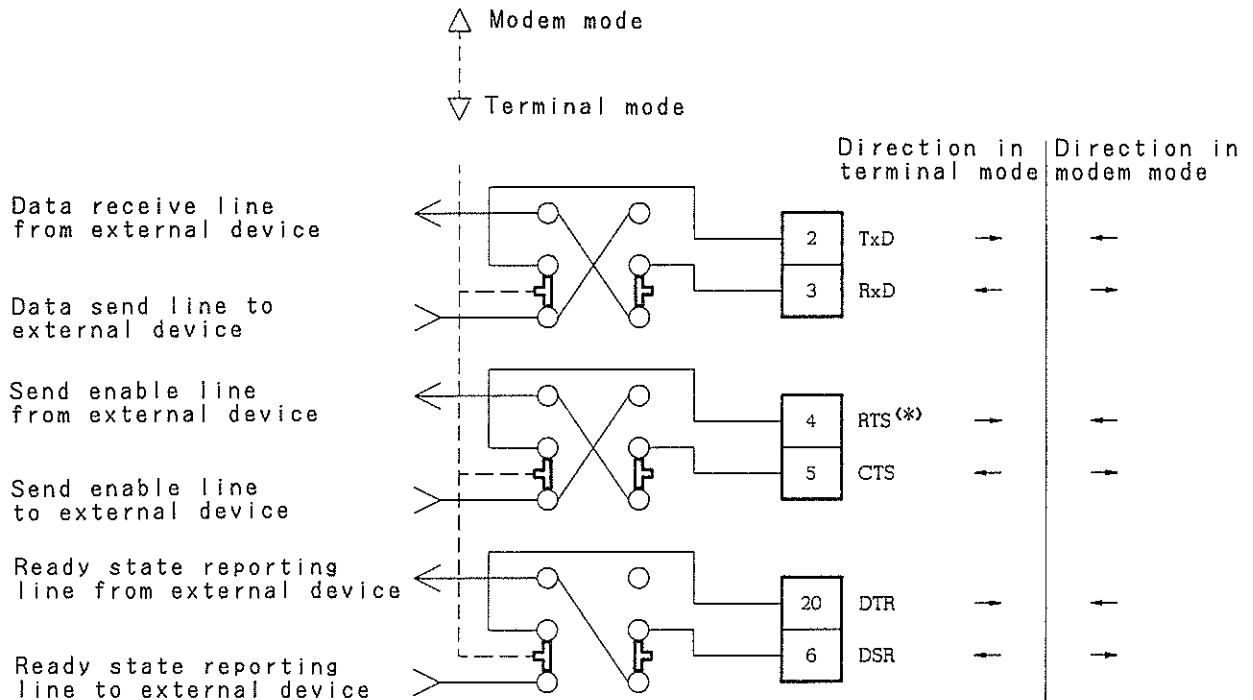 Modem mode
Terminal mode
Direction in terminal mode
Direction in modem mode
Data receive line
from external device
2 TxD
3 RxD
Data send line to
external device
Send enable line
from external device
4 RTS(*)
5 CTS
Send enable line
to external device
Ready state reporting
line from external device
20 DTR
6 DSR
Ready state reporting
line to external device